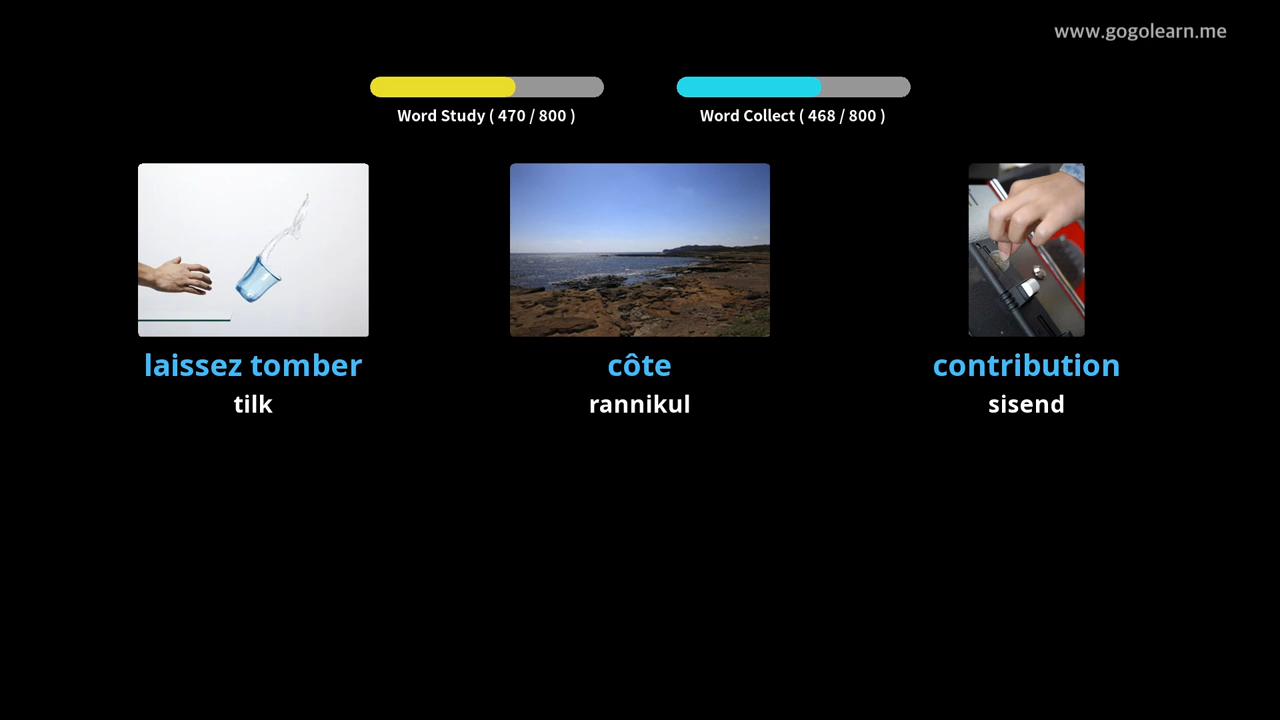 www.gogolearn.me
Word Study ( 470 / 800 )
Word Collect ( 468 / 800 )
laissez tomber
tilk
côte
rannikul
contribution
sisend